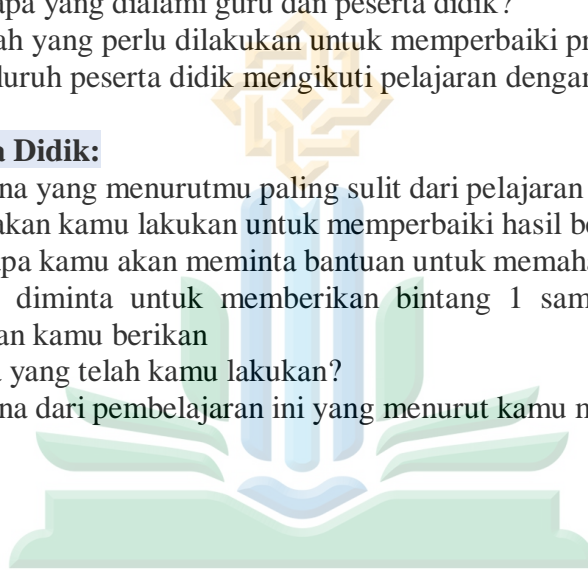 apa yang dialami guru dan peserta didik?
ah yang perlu dilakukan untuk memperbaiki pr
luruh peserta didik mengikuti pelajaran dengan
Didik:
na yang menurutmu paling sulit dari pelajaran
akan kamu lakukan untuk memperbaiki hasil be
apa kamu akan meminta bantuan untuk memaha
diminta untuk memberikan bintang 1 sam
an kamu berikan
yang telah kamu lakukan?
na dari pembelajaran ini yang menurut kamu m